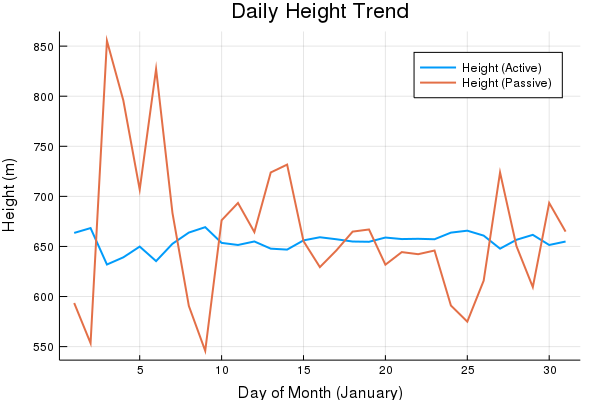 Daily Height Trend
850
800
750
700
650
600
550
Height (m)
Height (Active)
Height (Passive)
5 10 15 20 25 30
Day of Month (January)